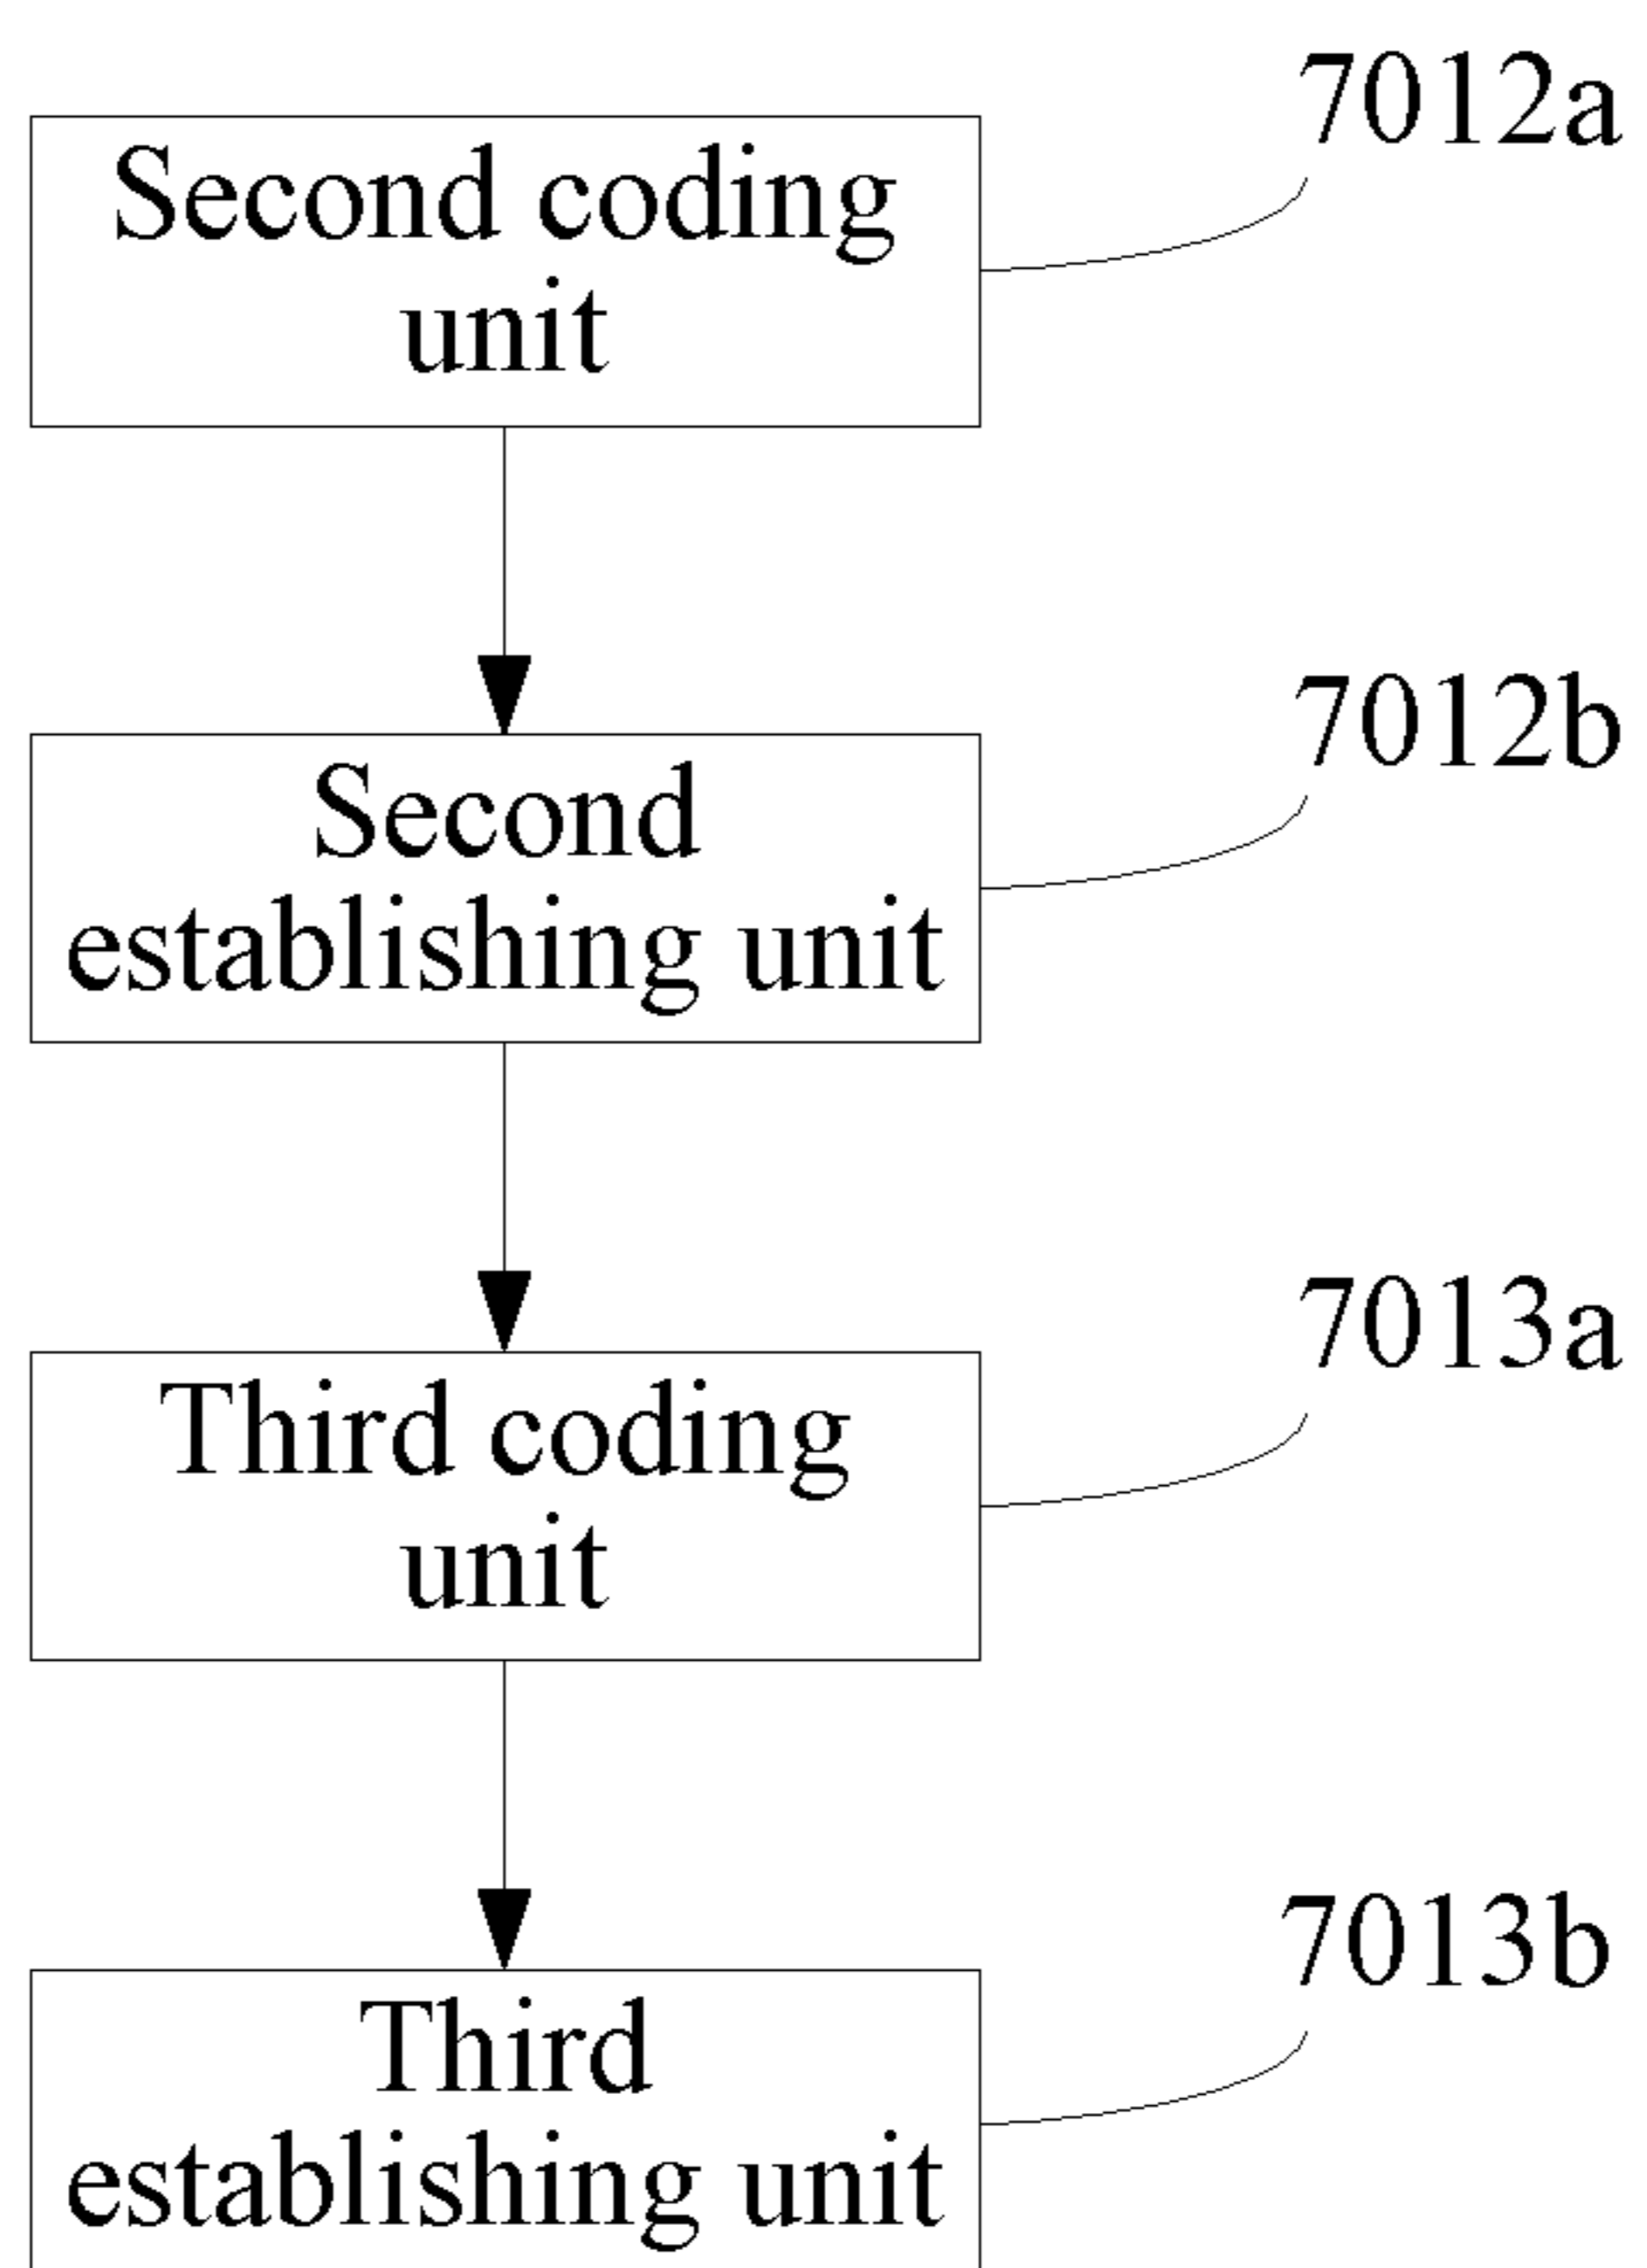 7012a
Second coding
unit
7012b
Second
establishing unit
7013a
Third coding
unit
7013b
Third
establishing unit